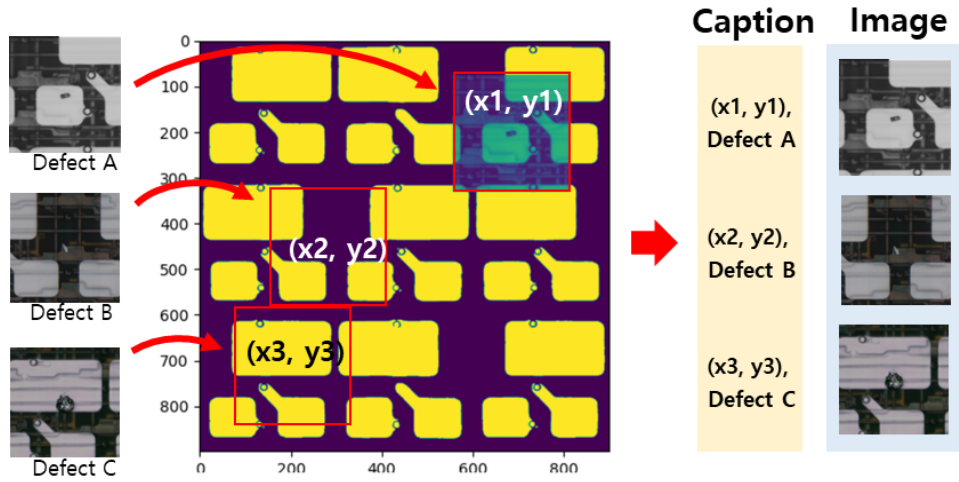 Caption Image
Defect A
Defect B
Defect C
0
100
200
300
400
500
600
700
800
0 200 400 600 800
(x1, y1)
(x2, y2)
(x3, y3)
(x1, y1),
Defect A
(x2, y2),
Defect B
(x3, y3),
Defect C